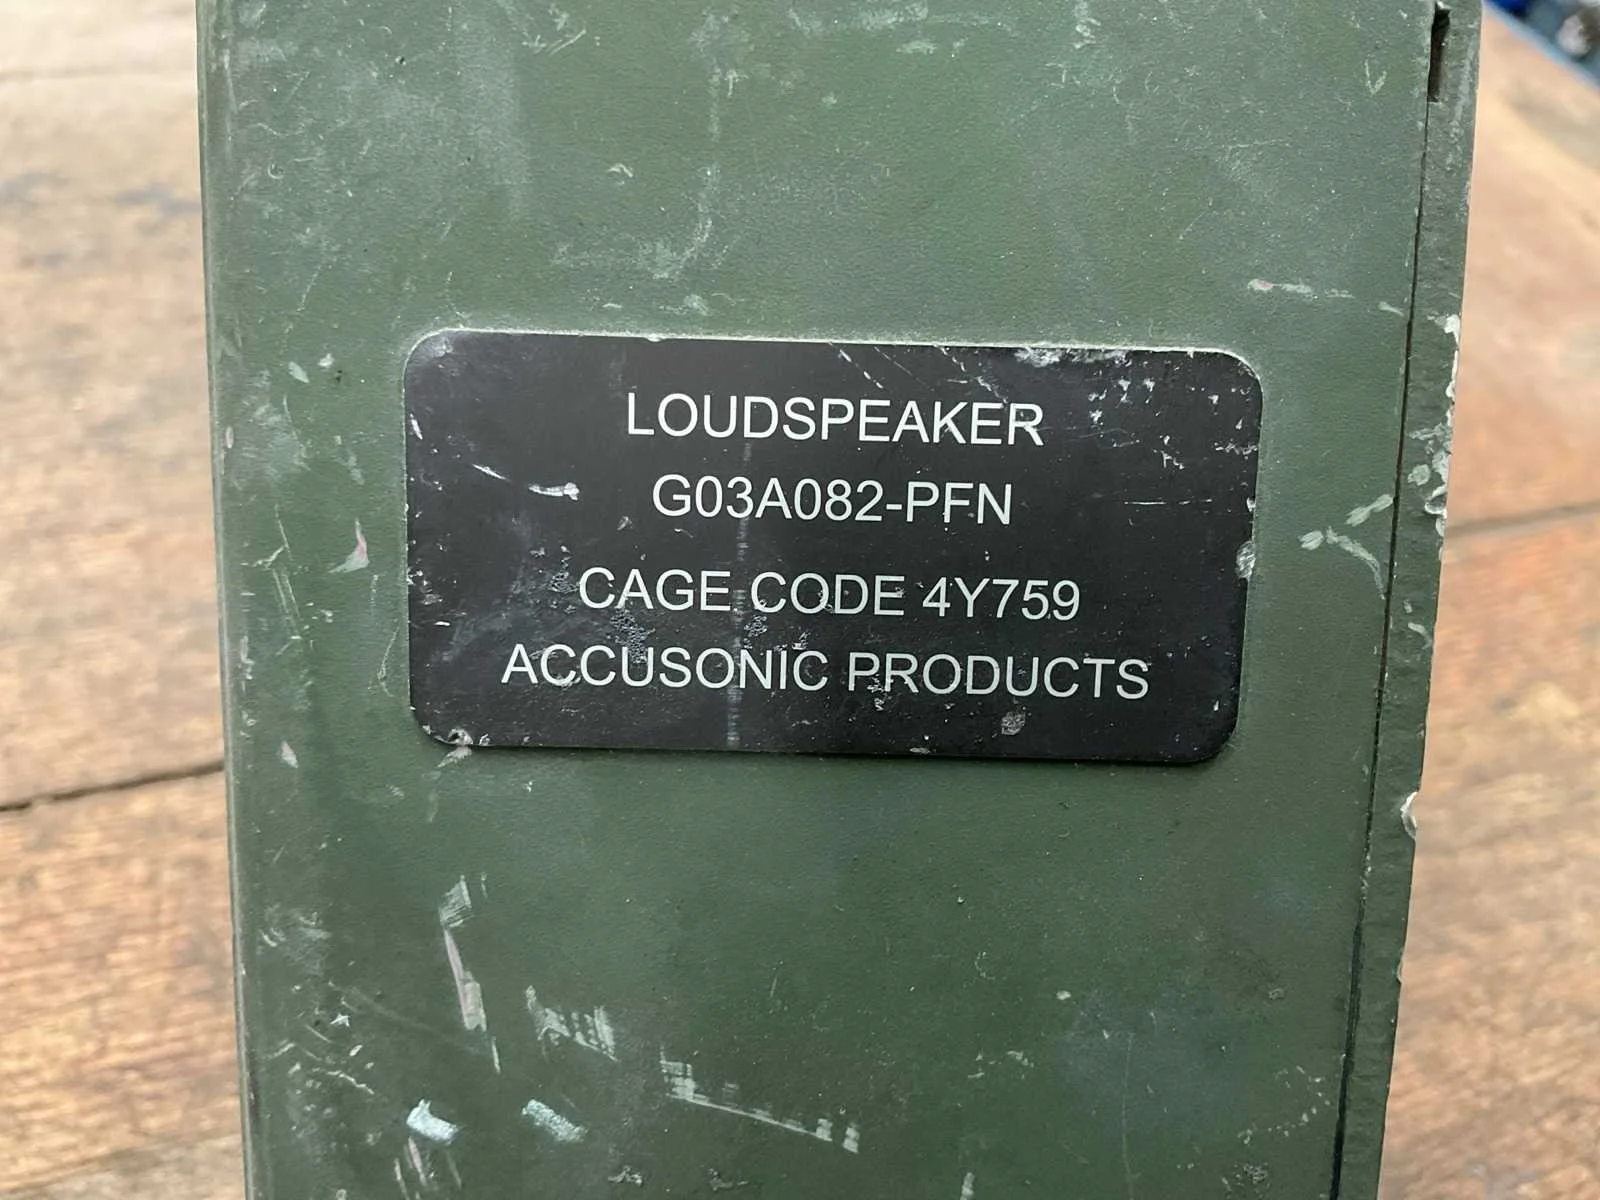 LOUDSPEAKER
G03A082-PFN
CAGE CODE 4Y759
ACCUSONIC PRODUCTS